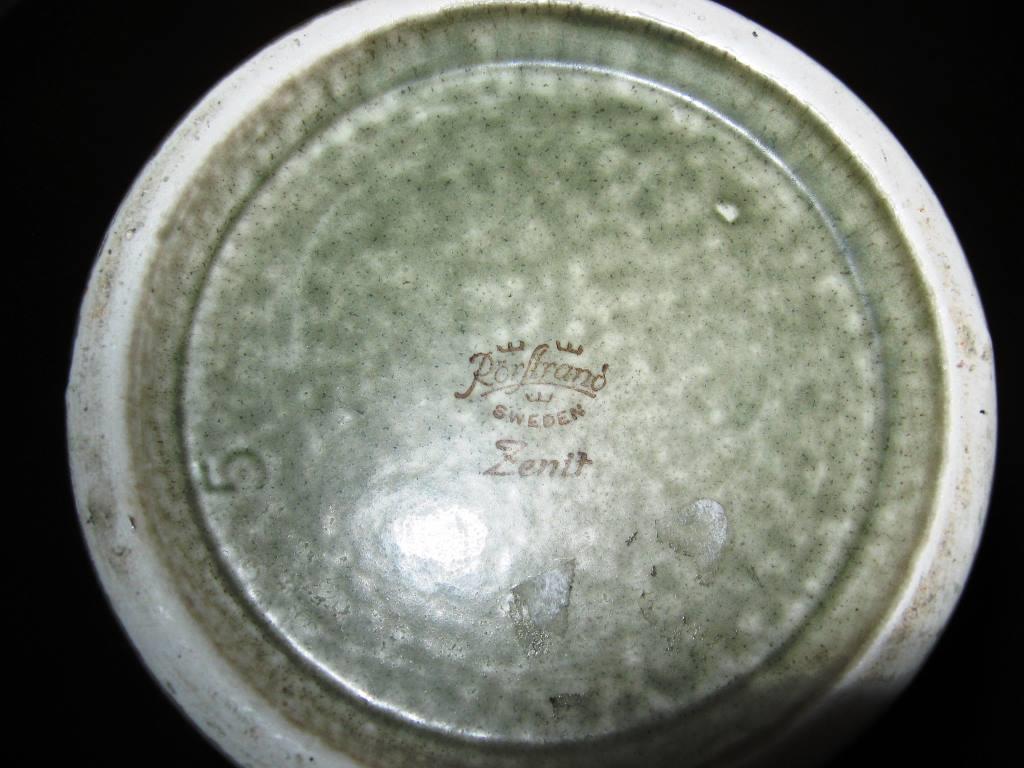 Rörstrand
SWEDEN
Zenit
5